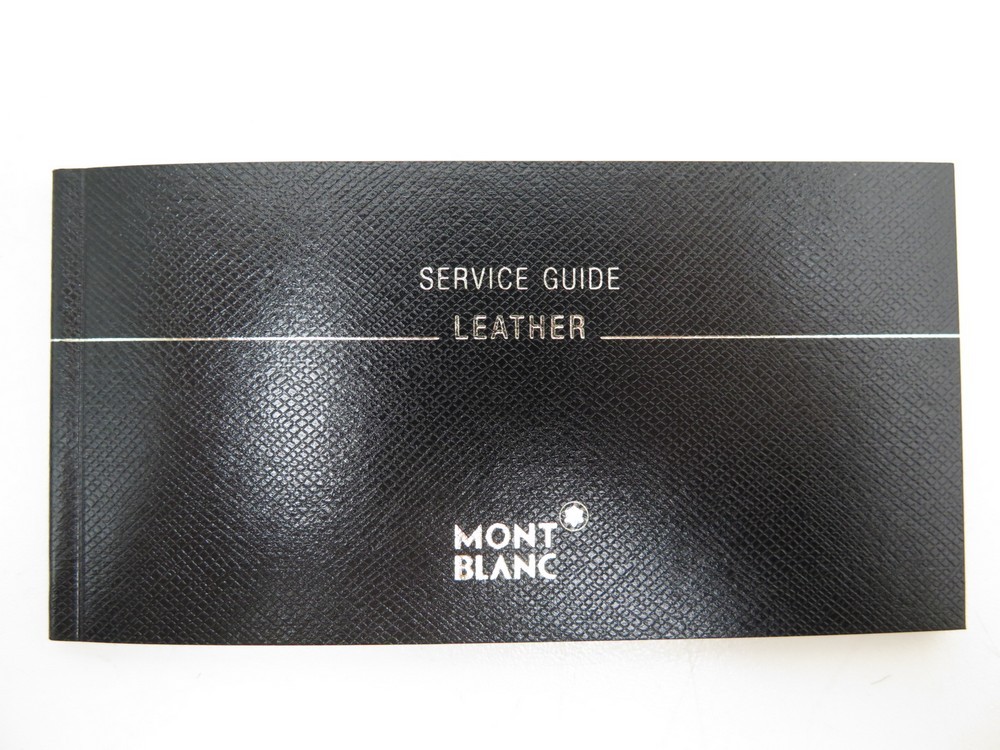 SERVICE GUIDE
LEATHER
MONT
BLANC